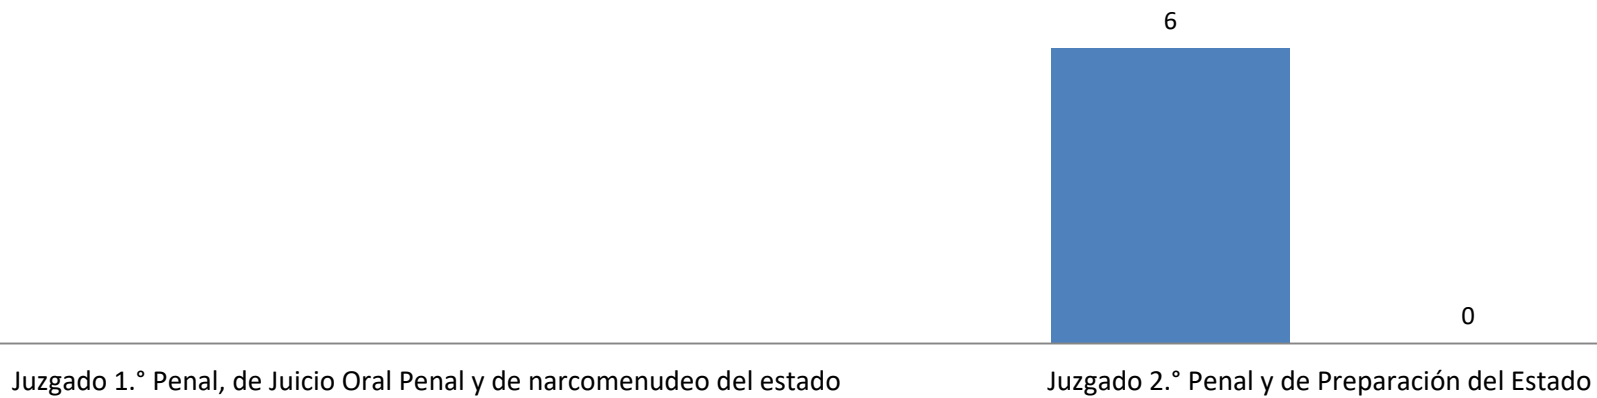 6
0
Juzgado 1.° Penal, de Juicio Oral Penal y de narcomenudeo del estado
Juzgado 2.° Penal y de Preparación del Estado